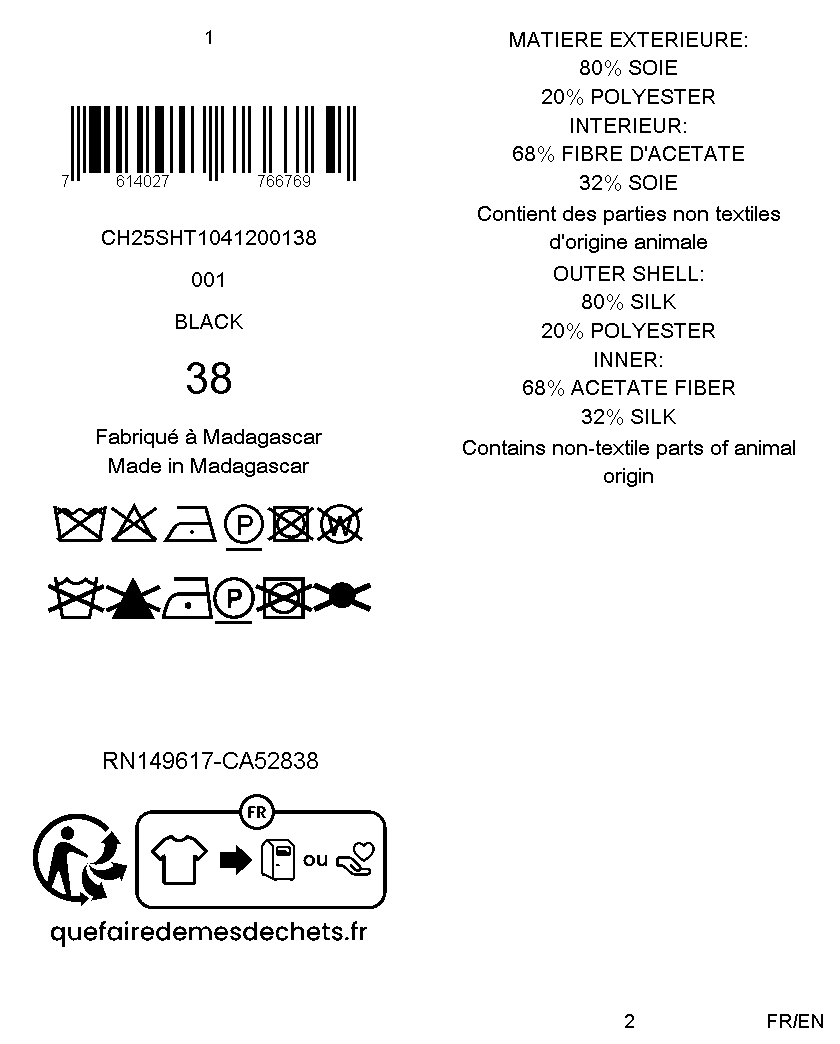 1
7 614027 766769
CH25SHT1041200138
001
BLACK
38
Fabriqué à Madagascar
Made in Madagascar
P
W
P
RN149617-CA52838
FR
ou
quefairedemesdechets.fr
MATIERE EXTERIEURE:
80% SOIE
20% POLYESTER
INTERIEUR:
68% FIBRE D'ACETATE
32% SOIE
Contient des parties non textiles
d'origine animale
OUTER SHELL:
80% SILK
20% POLYESTER
INNER:
68% ACETATE FIBER
32% SILK
Contains non-textile parts of animal
origin
2
FR/EN